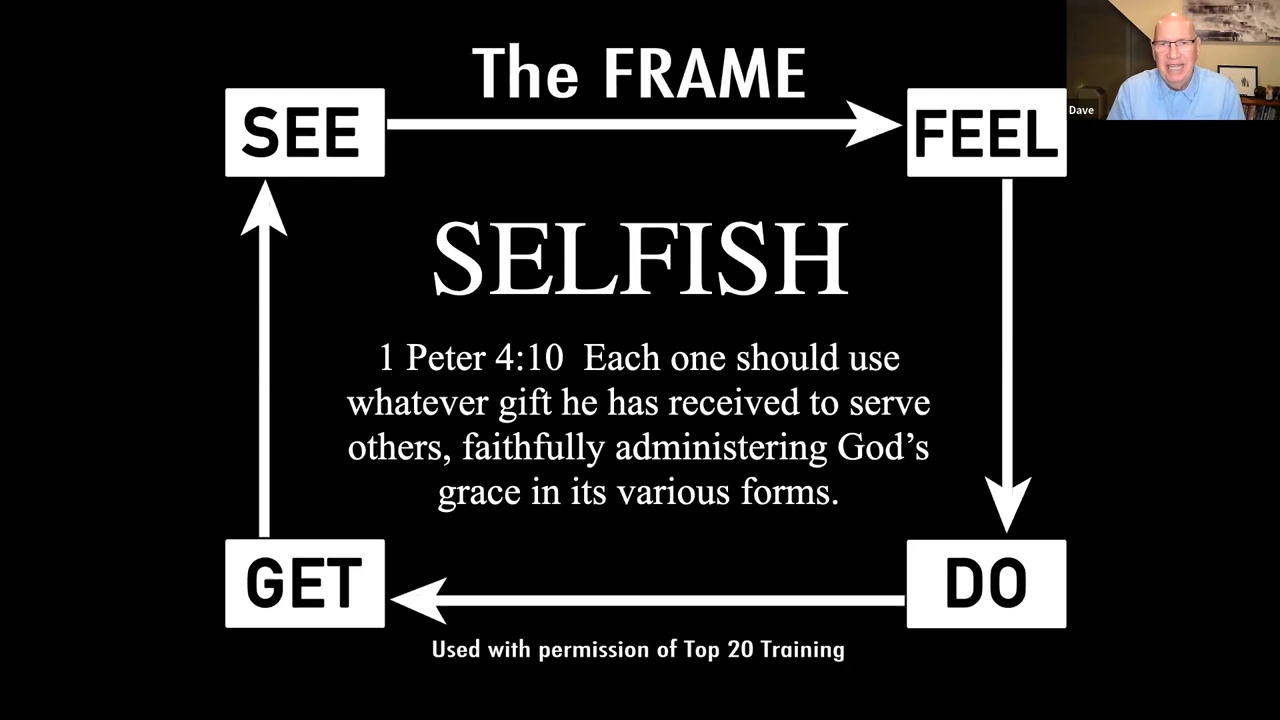 The FRAME
SEE
FEEL
Dave
SELFISH
1 Peter 4:10  Each one should use
whatever gift he has received to serve
others, faithfully administering God’s
grace in its various forms.
GET
DO
Used with permission of Top 20 Training